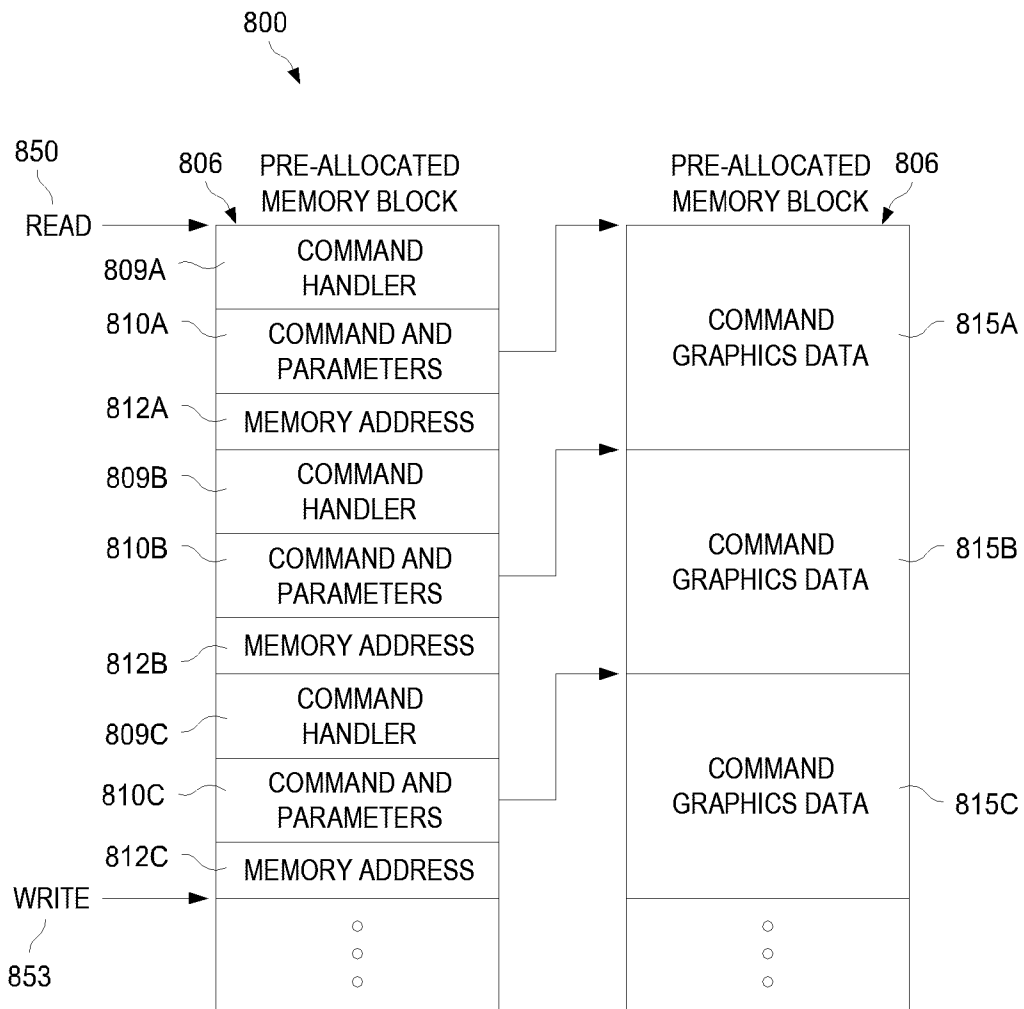 800
850
806
PRE-ALLOCATED
MEMORY BLOCK
PRE-ALLOCATED
MEMORY BLOCK
806
READ
809A
COMMAND
HANDLER
810A
COMMAND AND
PARAMETERS
COMMAND
GRAPHICS DATA
815A
812A
MEMORY ADDRESS
809B
COMMAND
HANDLER
810B
COMMAND AND
PARAMETERS
COMMAND
GRAPHICS DATA
815B
812B
MEMORY ADDRESS
809C
COMMAND
HANDLER
810C
COMMAND AND
PARAMETERS
COMMAND
GRAPHICS DATA
815C
812C
MEMORY ADDRESS
WRITE
853